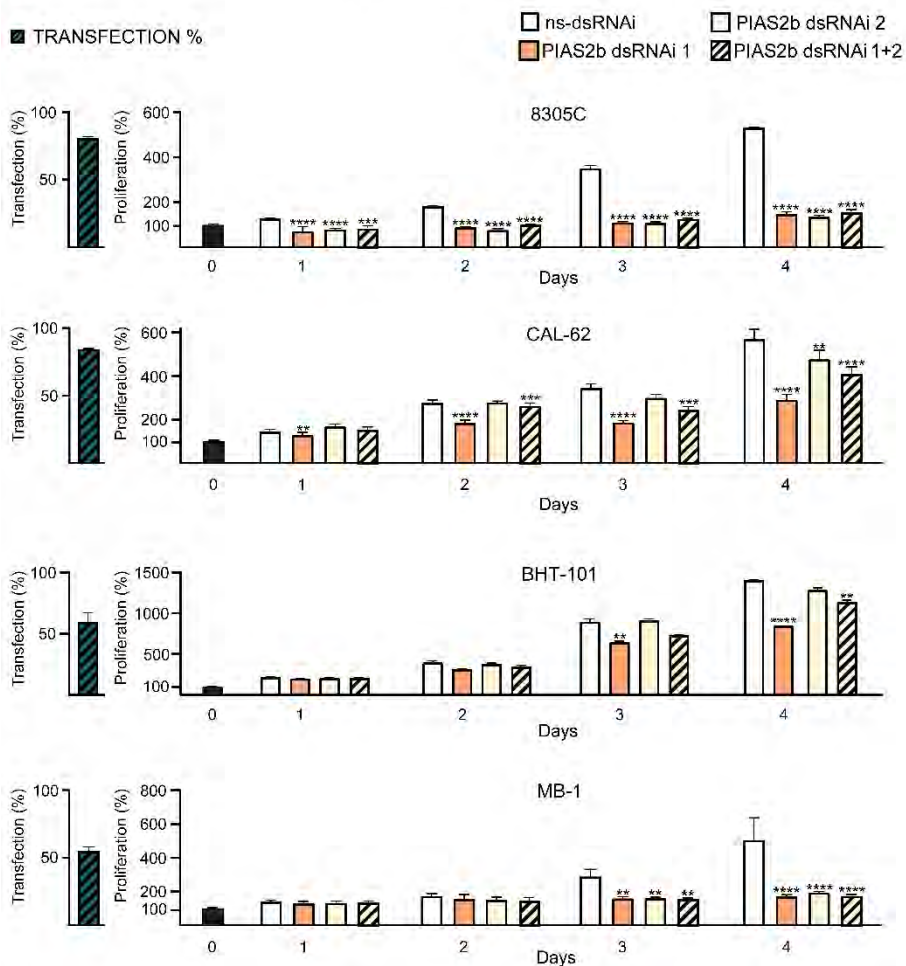 TRANSFECTION %
ns-dsRNAi
PIAS2b dsRNAi 2
PIAS2b dsRNAi 1
PIAS2b dsRNAi 1+2
8305C
Transfection (%)
100
50
Proliferation (%)
600
400
200
100
**** **** ***
**** **** ****
**** **** ****
**** **** ****
0 1 2 3 4
Days
CAL-62
Transfection (%)
100
50
Proliferation (%)
600
400
200
100
**
**** ***
**** ***
**** ** ****
0 1 2 3 4
Days
BHT-101
Transfection (%)
100
50
Proliferation (%)
1500
1000
500
100
**
**** **
0 1 2 3 4
Days
MB-1
Transfection (%)
100
50
Proliferation (%)
800
600
400
200
100
** ** **
**** **** ****
0 1 2 3 4
Days